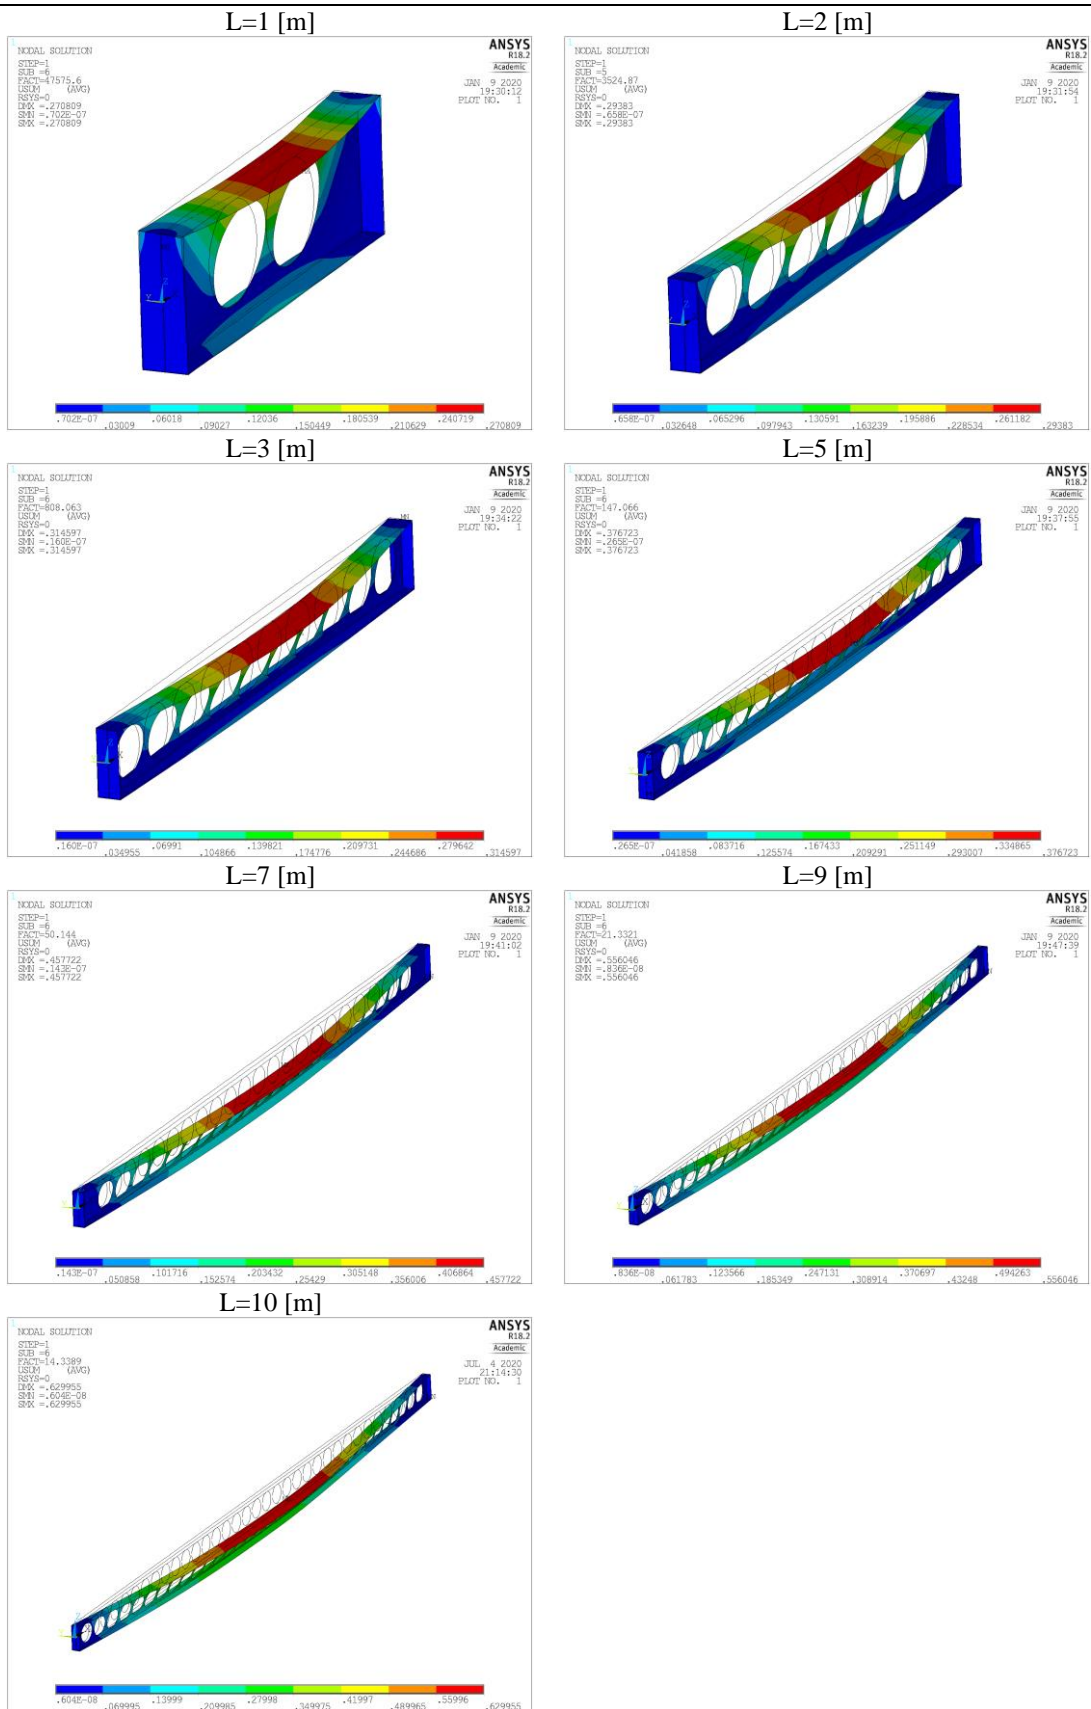 L=1 [m]
1
NODAL SOLUTION
STEP=1
SUB =6
FACT=47575.6
USUM (AVG)
RSYS=0
DMX =.270809
SMN =.702E-07
SMX =.270809
ANSYS
R18.2
Academic
JAN 9 2020
19:30:12
PLOT NO. 1
.702E-07 .06018 .12036 .180539 .240719
.03009 .09027 .150449 .210629 .270809
L=2 [m]
1
NODAL SOLUTION
STEP=1
SUB =5
FACT=3524.87
USUM (AVG)
RSYS=0
DMX =.29383
SMN =.658E-07
SMX =.29383
ANSYS
R18.2
Academic
JAN 9 2020
19:31:54
PLOT NO. 1
.658E-07 .065296 .130591 .195886 .261182
.032648 .097943 .163239 .228534 .29383
L=3 [m]
1
NODAL SOLUTION
STEP=1
SUB =6
FACT=808.063
USUM (AVG)
RSYS=0
DMX =.314597
SMN =.160E-07
SMX =.314597
ANSYS
R18.2
Academic
JAN 9 2020
19:34:22
PLOT NO. 1
MN
.160E-07 .06991 .139821 .209731 .279642
.034955 .104866 .174776 .244686 .314597
L=5 [m]
1
NODAL SOLUTION
STEP=1
SUB =6
FACT=147.066
USUM (AVG)
RSYS=0
DMX =.376723
SMN =.265E-07
SMX =.376723
ANSYS
R18.2
Academic
JAN 9 2020
19:37:55
PLOT NO. 1
.265E-07 .083716 .167433 .251149 .334865
.041858 .125574 .209291 .293007 .376723
L=7 [m]
1
NODAL SOLUTION
STEP=1
SUB =6
FACT=50.144
USUM (AVG)
RSYS=0
DMX =.457722
SMN =.143E-07
SMX =.457722
ANSYS
R18.2
Academic
JAN 9 2020
19:41:02
PLOT NO. 1
.143E-07 .101716 .203432 .305148 .406864
.050858 .152574 .25429 .356006 .457722
L=9 [m]
1
NODAL SOLUTION
STEP=1
SUB =6
FACT=21.3321
USUM (AVG)
RSYS=0
DMX =.556046
SMN =.836E-08
SMX =.556046
ANSYS
R18.2
Academic
JAN 9 2020
19:47:39
PLOT NO. 1
.836E-08 .123566 .247131 .370697 .494263
.061783 .185349 .308914 .43248 .556046
L=10 [m]
1
NODAL SOLUTION
STEP=1
SUB =6
FACT=14.3389
USUM (AVG)
RSYS=0
DMX =.629955
SMN =.604E-08
SMX =.629955
ANSYS
R18.2
Academic
JUL 4 2020
21:14:30
PLOT NO. 1
.604E-08 .13999 .27998 .41997 .55996
.069995 .209985 .349975 .489965 .629955